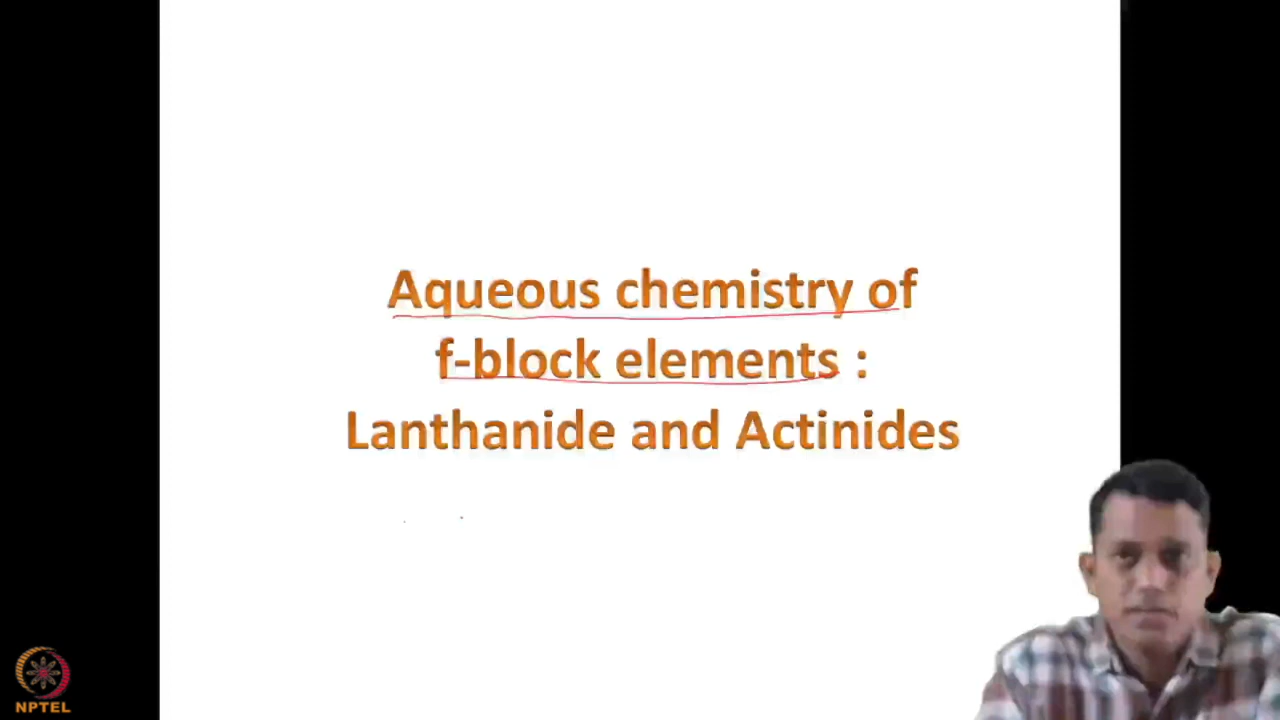 Aqueous chemistry of
f-block elements :
Lanthanide and Actinides
NPTEL